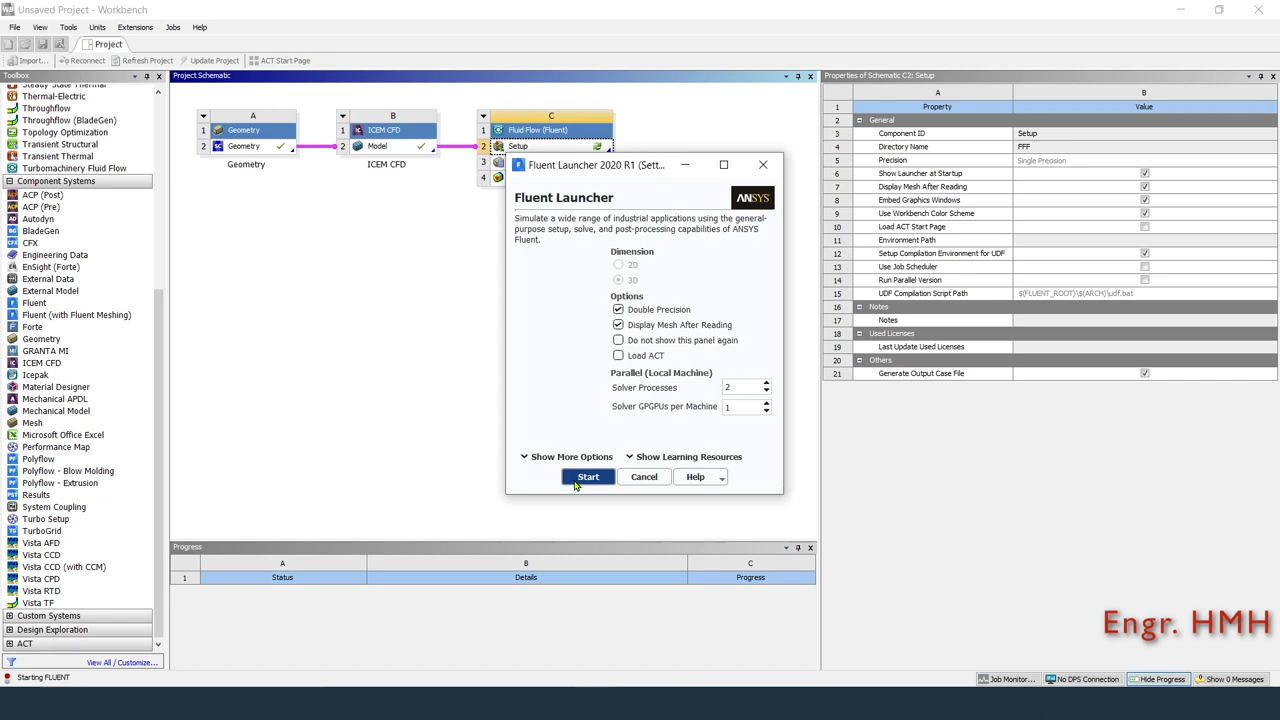 Unsaved Project - Workbench
File View Tools Units Extensions Jobs Help
Project
Import... Reconnect Refresh Project Update Project ACT Start Page
Toolbox
Steady State Thermal
Thermal-Electric
Throughflow
Throughflow (BladeGen)
Topology Optimization
Transient Structural
Transient Thermal
Turbomachinery Fluid Flow
Component Systems
ACP (Post)
ACP (Pre)
Autodyn
BladeGen
CFX
Engineering Data
EnSight (Forte)
External Data
External Model
Fluent
Fluent (with Fluent Meshing)
Forte
Geometry
GRANTA MI
ICEM CFD
Icepak
Material Designer
Mechanical APDL
Mechanical Model
Mesh
Microsoft Office Excel
Performance Map
Polyflow
Polyflow - Blow Molding
Polyflow - Extrusion
Results
System Coupling
Turbo Setup
TurboGrid
Vista AFD
Vista CCD
Vista CCD (with CCM)
Vista CPD
Vista RTD
Vista TF
Custom Systems
Design Exploration
ACT
View All / Customize...
Starting FLUENT
Project Schematic
A
1 Geometry
2 Geometry
Geometry
B
1 ICEM CFD
2 Model
ICEM CFD
C
1 Fluid Flow (Fluent)
2 Setup
3
4
Fluent Launcher 2020 R1 (Sett...
Fluent Launcher
ANSYS
Simulate a wide range of industrial applications using the general-
purpose setup, solve, and post-processing capabilities of ANSYS
Fluent.
Dimension
2D
3D
Options
Double Precision
Display Mesh After Reading
Do not show this panel again
Load ACT
Parallel (Local Machine)
Solver Processes 2
Solver GPGPUs per Machine 1
Show More Options Show Learning Resources
Start Cancel Help
Progress
A B C
1 Status Details Progress
Properties of Schematic C2: Setup
A B
1 Property Value
2 General
3 Component ID Setup
4 Directory Name FFF
5 Precision Single Precision
6 Show Launcher at Startup
7 Display Mesh After Reading
8 Embed Graphics Windows
9 Use Workbench Color Scheme
10 Load ACT Start Page
11 Environment Path
12 Setup Compilation Environment for UDF
13 Use Job Scheduler
14 Run Parallel Version
15 UDF Compilation Script Path $(FLUENT_ROOT)\$(ARCH)\udf.bat
16 Notes
17 Notes
18 Used Licenses
19 Last Update Used Licenses
20 Others
21 Generate Output Case File
Engr. HMH
Job Monitor... No DPS Connection Hide Progress Show 0 Messages